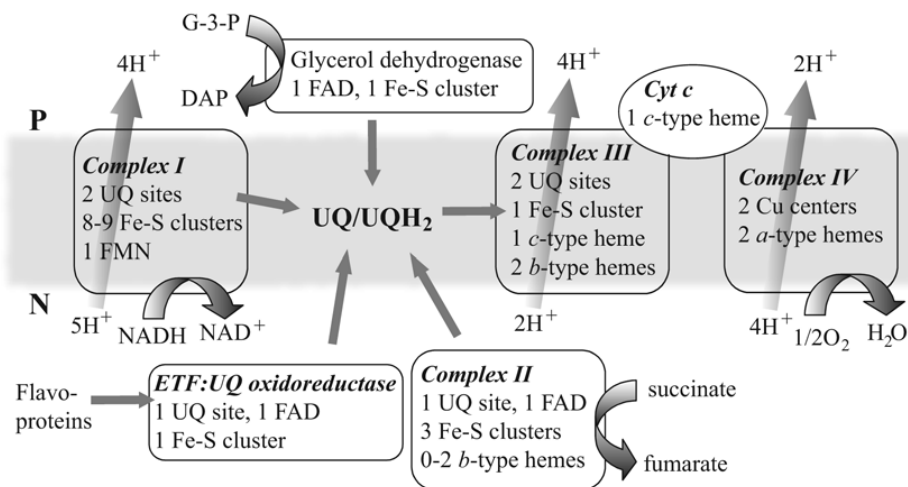 G-3-P
DAP
Glycerol dehydrogenase
1 FAD, 1 Fe-S cluster
4H+
4H+
2H+
Cyt c
1 c-type heme
P
N
Complex I
2 UQ sites
8-9 Fe-S clusters
1 FMN
UQ/UQH2
Complex III
2 UQ sites
1 Fe-S cluster
1 c-type heme
2 b-type hemes
Complex IV
2 Cu centers
2 a-type hemes
5H+
NADH
NAD+
2H+
4H+
1/2O2
H2O
Flavo-
proteins
ETF:UQ oxidoreductase
1 UQ site, 1 FAD
1 Fe-S cluster
Complex II
1 UQ site, 1 FAD
3 Fe-S clusters
0-2 b-type hemes
succinate
fumarate